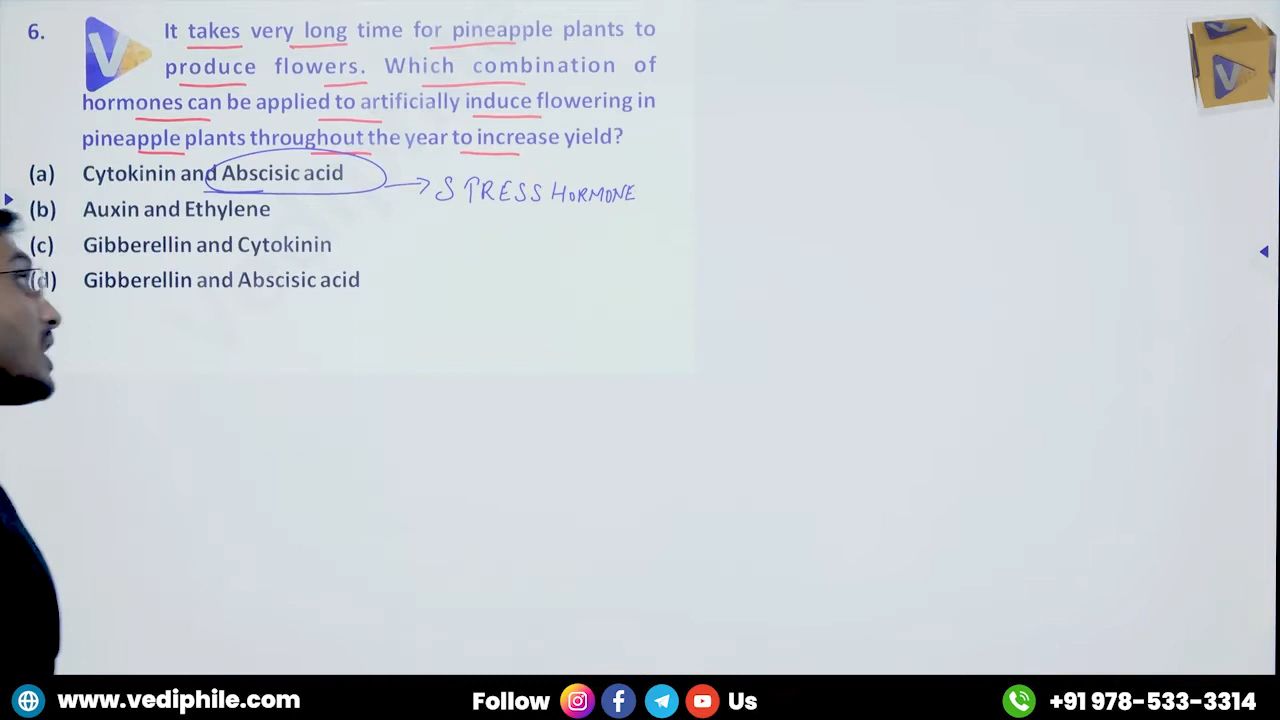 6. It takes very long time for pineapple plants to
produce flowers. Which combination of
hormones can be applied to artificially induce flowering in
pineapple plants throughout the year to increase yield?
(a) Cytokinin and Abscisic acid
STRESS HORMONE
(b) Auxin and Ethylene
(c) Gibberellin and Cytokinin
(d) Gibberellin and Abscisic acid
www.vediphile.com Follow Us +91 978-533-3314